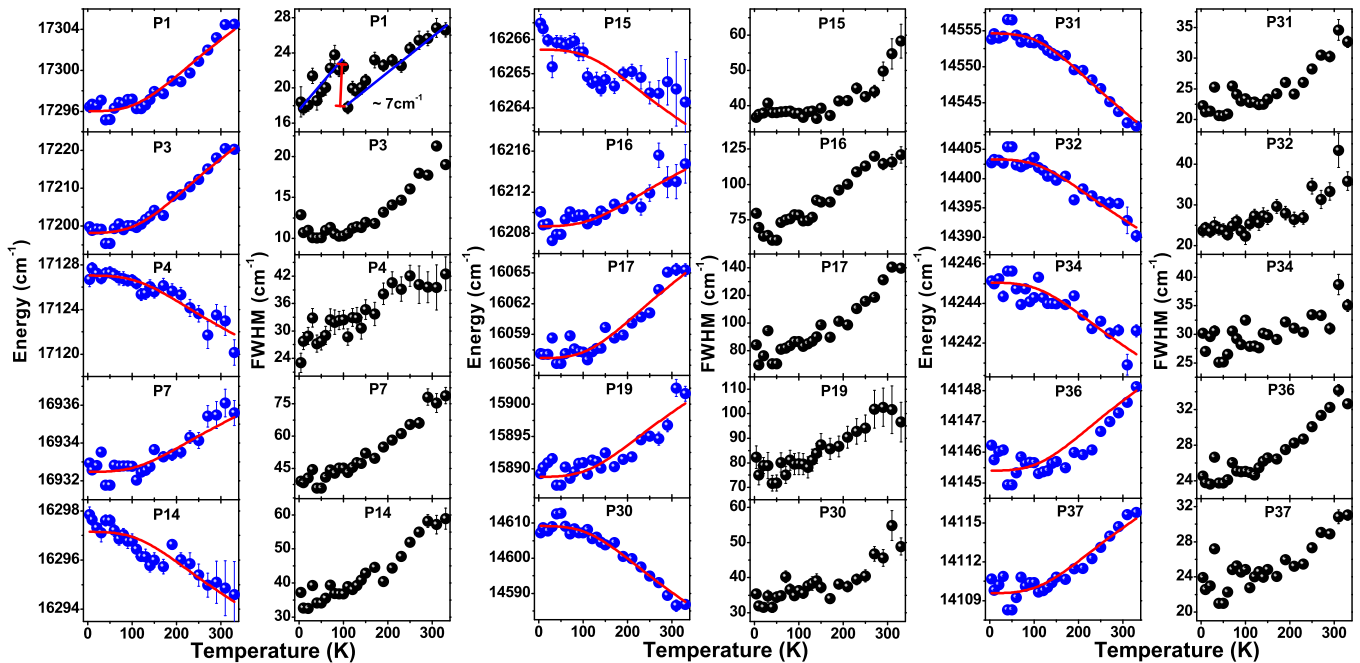 P1
17304
17300
17296
P3
17220
17210
17200
P4
17128
17124
17120
P7
16936
16934
16932
P14
16298
16296
16294
0 100 200 300
Energy (cm-1)
P1
28
26
24
22
20
18
16
~ 7cm-1
P3
20
15
10
P4
42
39
36
33
30
27
24
P7
75
60
45
P14
60
50
40
30
0 100 200 300
FWHM (cm-1)
Temperature (K)
P15
16266
16265
16264
P16
16216
16212
16208
P17
16065
16062
16059
16056
P19
15900
15895
15890
P30
14610
14600
14590
0 100 200 300
Energy (cm-1)
P15
60
50
40
P16
125
100
75
50
P17
140
120
100
80
P19
110
100
90
80
70
P30
60
50
40
30
0 100 200 300
FWHM (cm-1)
Temperature (K)
P31
14555
14550
14545
P32
14405
14400
14395
14390
P34
14246
14244
14242
P36
14148
14147
14146
14145
P37
14115
14112
14109
0 100 200 300
Energy (cm-1)
P31
35
30
25
20
P32
40
30
20
P34
40
35
30
25
P36
36
32
28
24
P37
32
28
24
20
0 100 200 300
FWHM (cm-1)
Temperature (K)